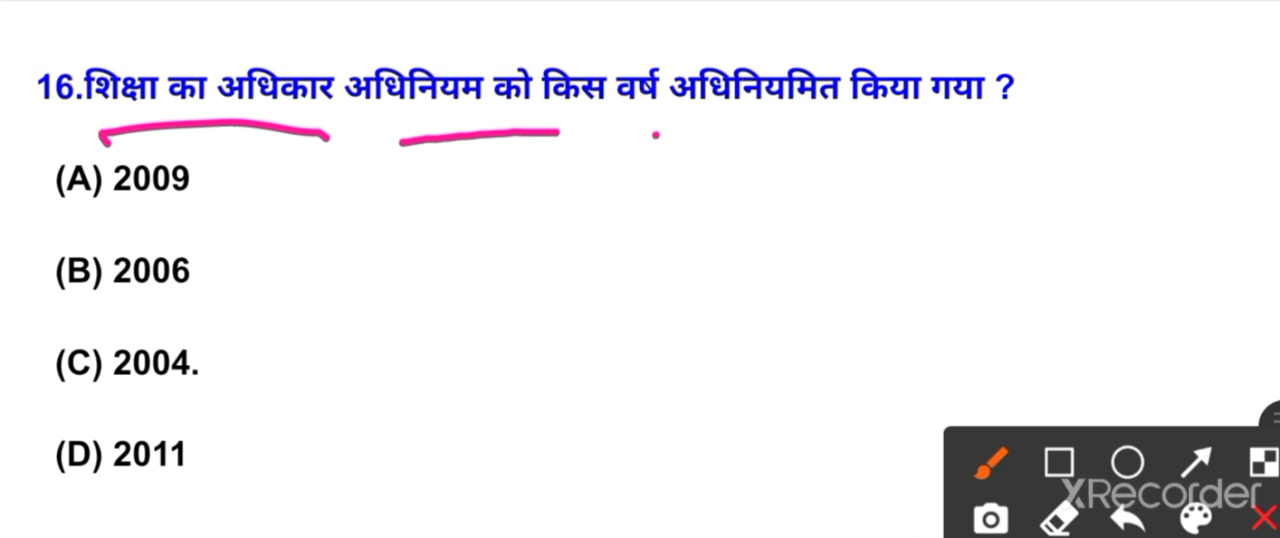 16.शिक्षा का अधिकार अधिनियम को किस वर्ष अधिनियमित किया गया ?
(A) 2009
(B) 2006
(C) 2004.
(D) 2011
XRecorder